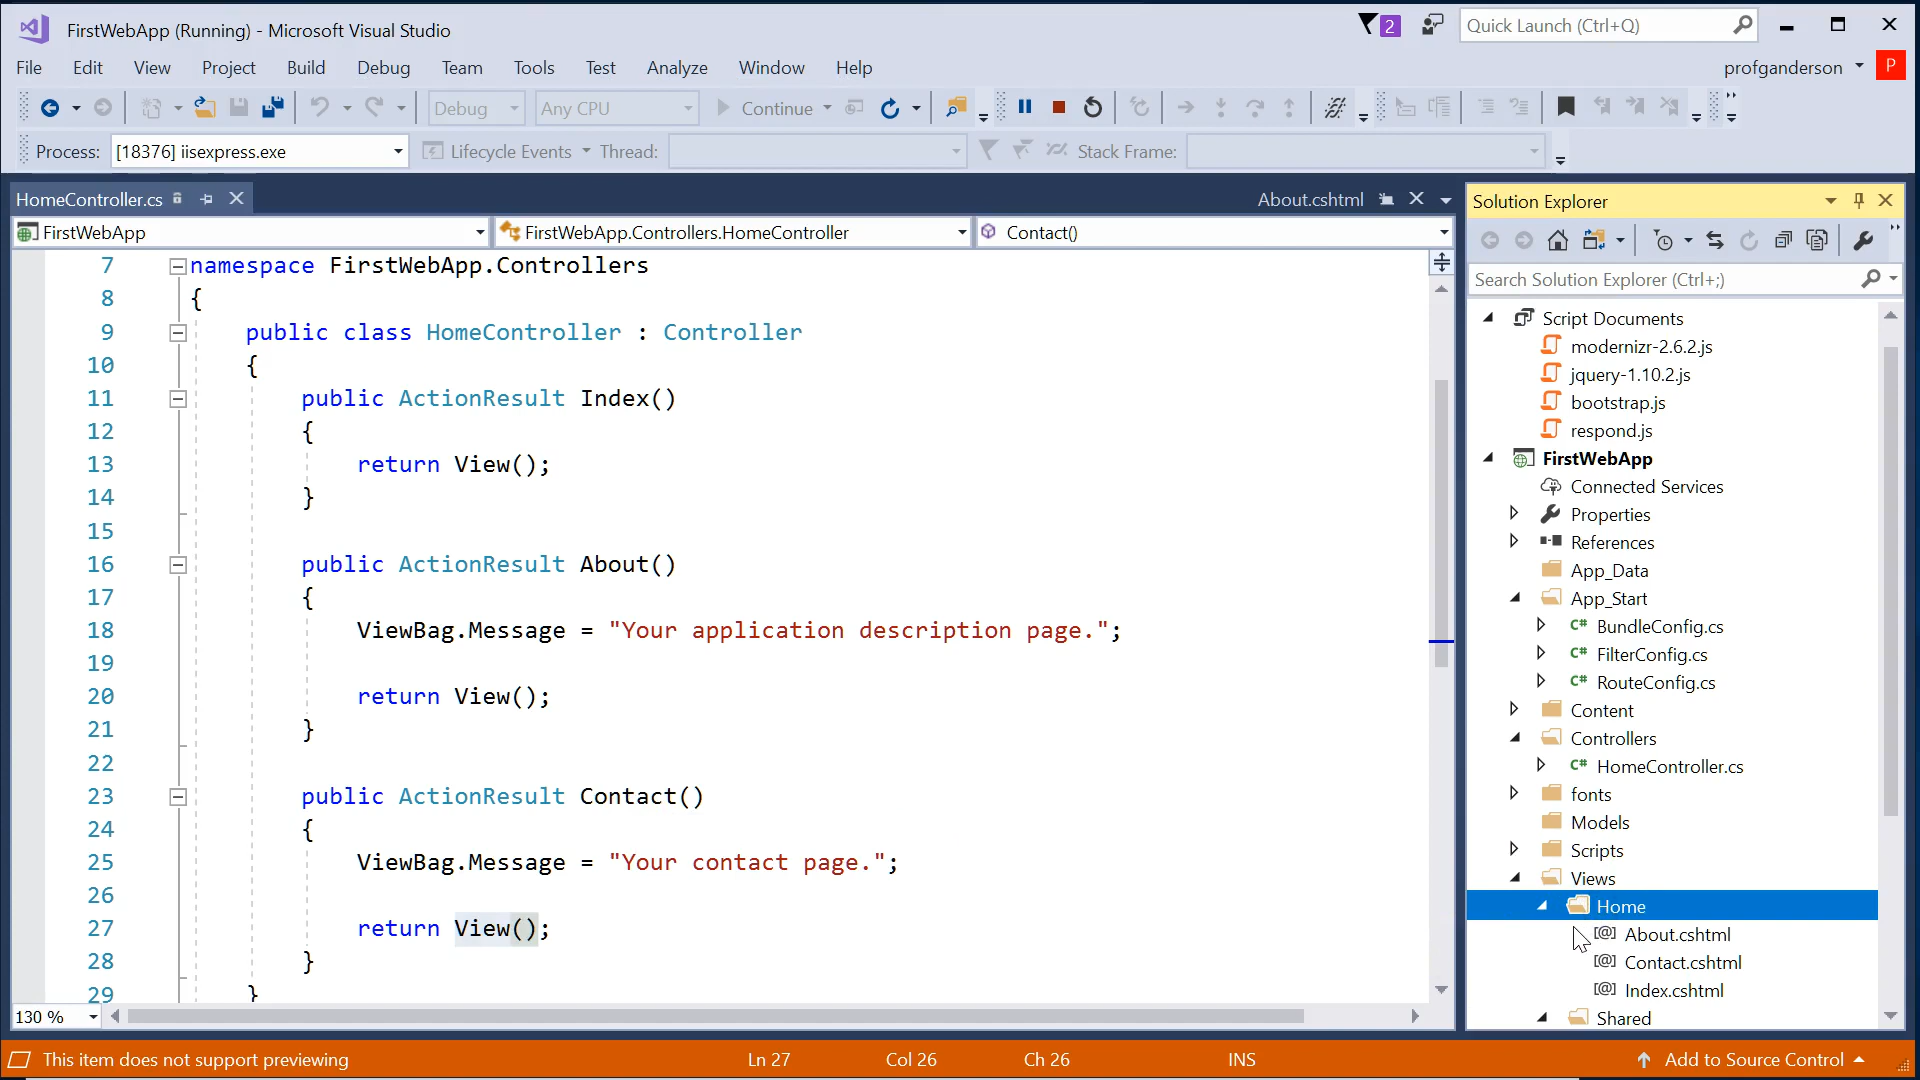 FirstWebApp (Running) - Microsoft Visual Studio
2
Quick Launch (Ctrl+Q)
File Edit View Project Build Debug Team Tools Test Analyze Window Help
profganderson
P
Debug
Any CPU
Continue
Process: [18376] iisexpress.exe
Lifecycle Events
Thread:
Stack Frame:
HomeController.cs
About.cshtml
FirstWebApp
FirstWebApp.Controllers.HomeController
Contact()
7 namespace FirstWebApp.Controllers
8 {
9 public class HomeController : Controller
10 {
11 public ActionResult Index()
12 {
13 return View();
14 }
15
16 public ActionResult About()
17 {
18 ViewBag.Message = "Your application description page.";
19
20 return View();
21 }
22
23 public ActionResult Contact()
24 {
25 ViewBag.Message = "Your contact page.";
26
27 return View();
28 }
29 }
130 %
Solution Explorer
Search Solution Explorer (Ctrl+;)
Script Documents
modernizr-2.6.2.js
jquery-1.10.2.js
bootstrap.js
respond.js
FirstWebApp
Connected Services
Properties
References
App_Data
App_Start
C# BundleConfig.cs
C# FilterConfig.cs
C# RouteConfig.cs
Content
Controllers
C# HomeController.cs
fonts
Models
Scripts
Views
Home
[@] About.cshtml
[@] Contact.cshtml
[@] Index.cshtml
Shared
This item does not support previewing
Ln 27
Col 26
Ch 26
INS
Add to Source Control